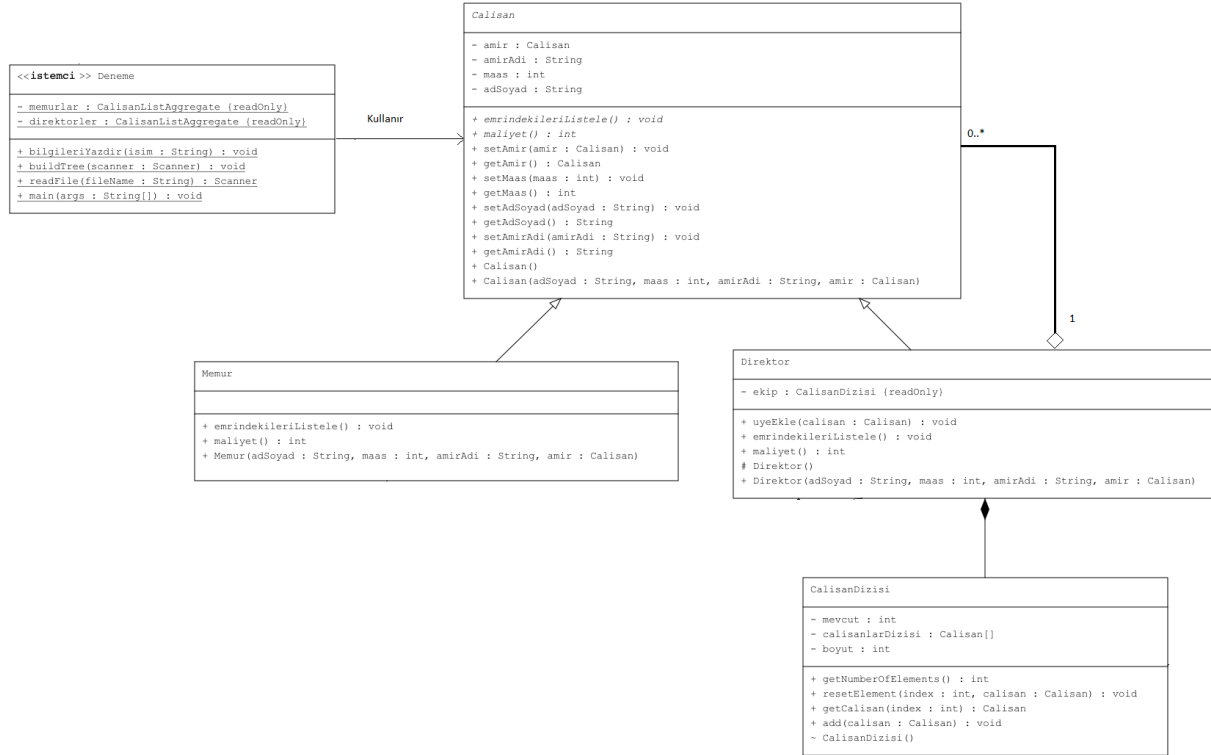 Calisan
- amir : Calisan
- amirAdi : String
- maas : int
- adSoyad : String
+ emrindekileriListele() : void
+ maliyet() : int
+ setAmir(amir : Calisan) : void
+ getAmir() : Calisan
+ setMaas(maas : int) : void
+ getMaas() : int
+ setAdSoyad(adSoyad : String) : void
+ getAdSoyad() : String
+ setAmirAdi(amirAdi : String) : void
+ getAmirAdi() : String
+ Calisan()
+ Calisan(adSoyad : String, maas : int, amirAdi : String, amir : Calisan)
<<istemci >> Deneme
- memurlar : CalisanListAggregate {readOnly}
- direktorler : CalisanListAggregate {readOnly}
+ bilgileriYazdir(isim : String) : void
+ buildTree(scanner : Scanner) : void
+ readFile(fileName : String) : Scanner
+ main(args : String[]) : void
Kullanır
0..*
1
Memur
+ emrindekileriListele() : void
+ maliyet() : int
+ Memur(adSoyad : String, maas : int, amirAdi : String, amir : Calisan)
Direktor
- ekip : CalisanDizisi {readOnly}
+ uyeEkle(calisan : Calisan) : void
+ emrindekileriListele() : void
+ maliyet() : int
# Direktor()
+ Direktor(adSoyad : String, maas : int, amirAdi : String, amir : Calisan)
CalisanDizisi
- mevcut : int
- calisanlarDizisi : Calisan[]
- boyut : int
+ getNumberOfElements() : int
+ resetElement(index : int, calisan : Calisan) : void
+ getCalisan(index : int) : Calisan
+ add(calisan : Calisan) : void
~ CalisanDizisi()